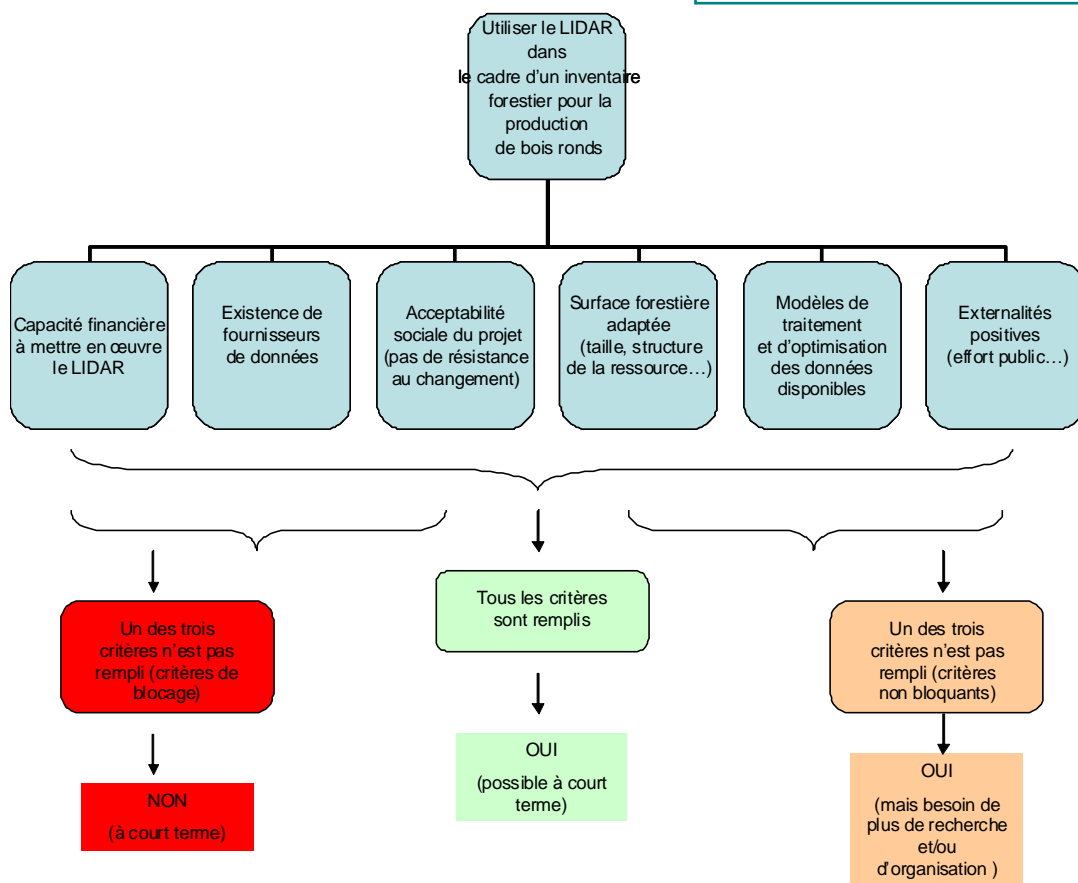 Utiliser le LIDAR
dans
le cadre d'un inventaire
forestier pour la
production
de bois ronds
Capacité financière
à mettre en œuvre
le LIDAR
Existence de
fournisseurs
de données
Acceptabilité
sociale du projet
(pas de résistance
au changement)
Surface forestière
adaptée
(taille, structure
de la ressource…)
Modèles de
traitement
et d'optimisation
des données
disponibles
Externalités
positives
(effort public…)
Un des trois
critères n'est pas
rempli (critères de
blocage)
Tous les critères
sont remplis
Un des trois
critères n'est pas
rempli (critères
non bloquants)
NON
(à court terme)
OUI
(possible à court
terme)
OUI
(mais besoin de
plus de recherche
et/ou
d'organisation )